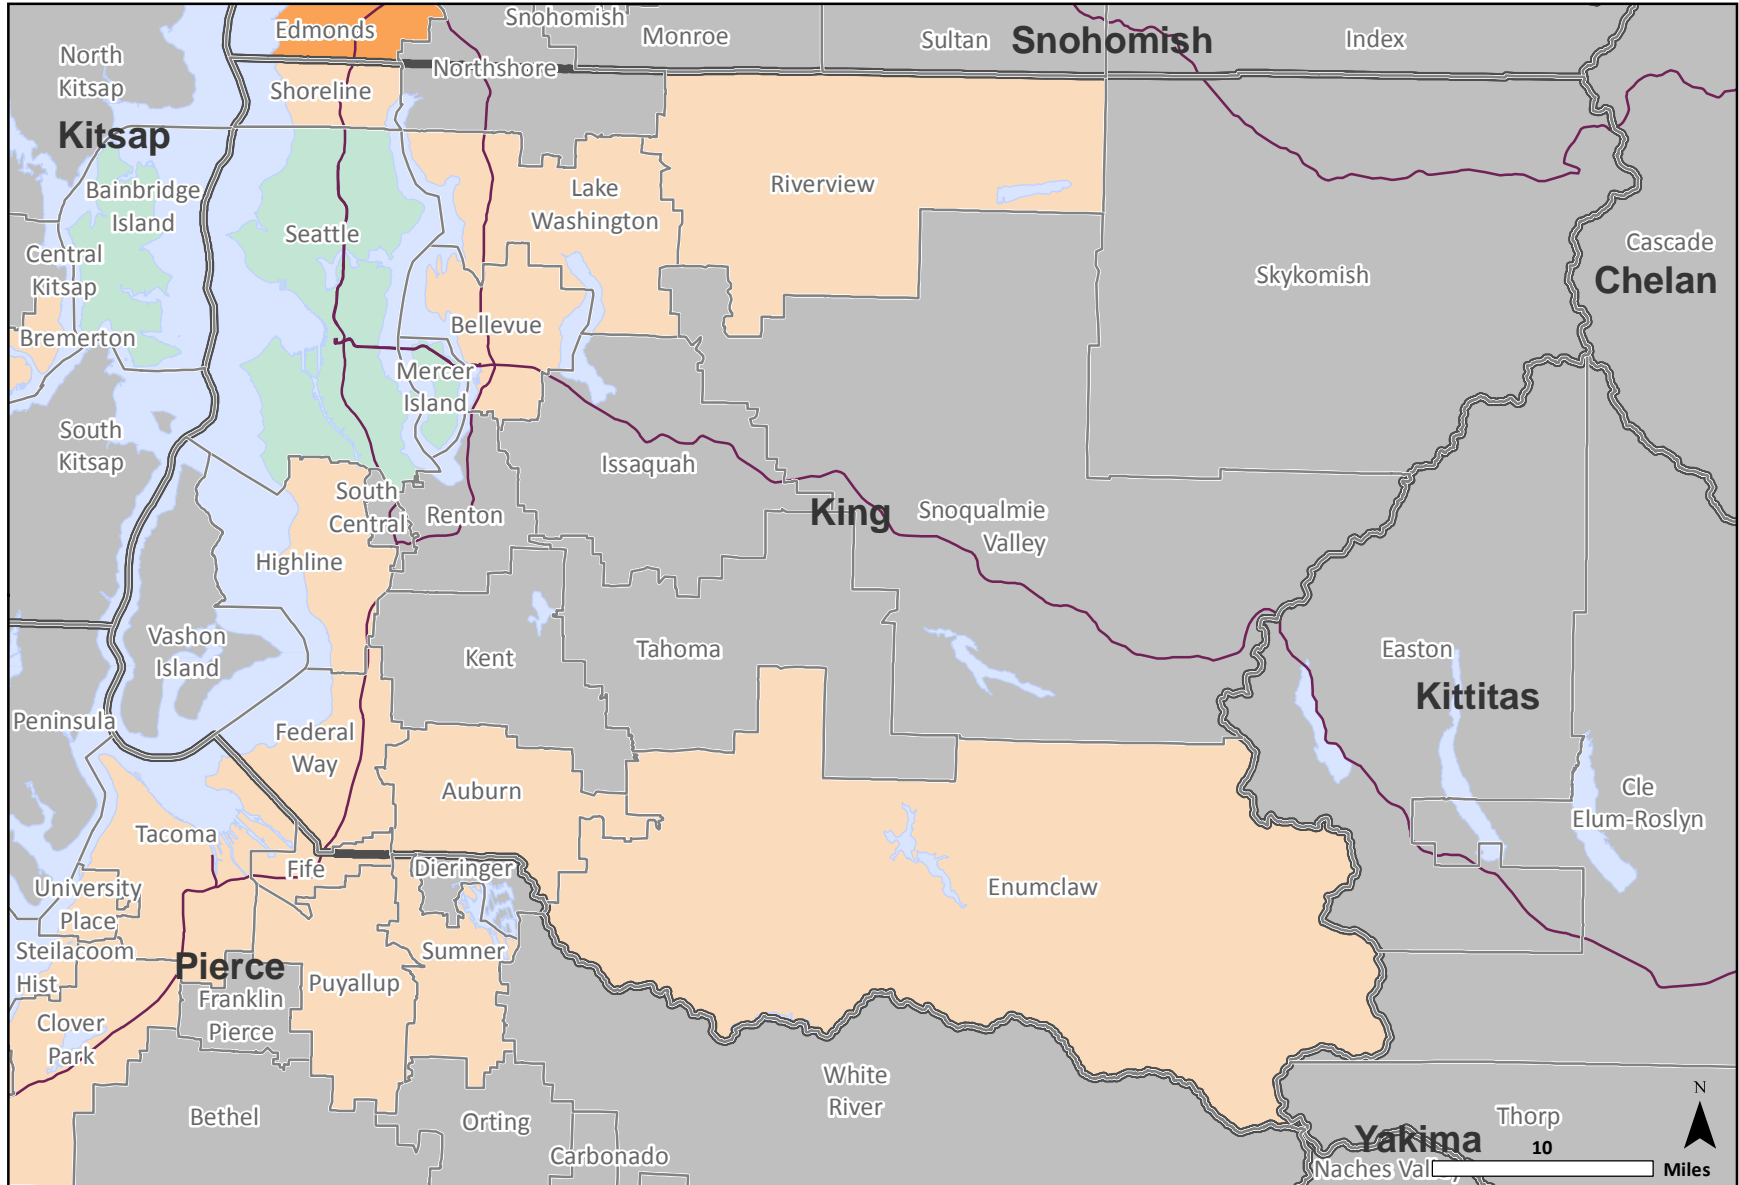 Edmonds
Snohomish
Monroe
Sultan
Snohomish
Index
North
Kitsap
Northshore
Shoreline
Kitsap
Bainbridge
Island
Lake
Washington
Riverview
Seattle
Central
Kitsap
Cascade
Chelan
Skykomish
Bremerton
Bellevue
Mercer
Island
South
Kitsap
Issaquah
South
Central
Renton
King
Snoqualmie
Valley
Highline
Vashon
Island
Kent
Tahoma
Easton
Kittitas
Peninsula
Federal
Way
Auburn
Cle
Elum-Roslyn
Tacoma
Fife
Dieringer
University
Place
Enumclaw
Steilacoom
Hist
Sumner
Pierce
Puyallup
Franklin
Pierce
Clover
Park
White
River
Bethel
Orting
Carbonado
N
Thorp
Yakima
10
Miles
Naches Valley